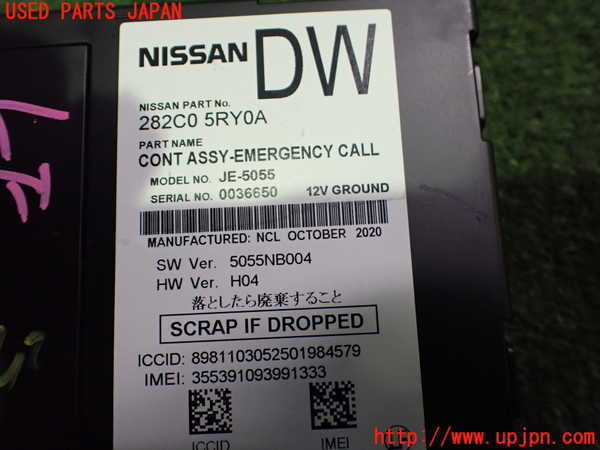 USED PARTS JAPAN
NISSAN DW
NISSAN PART No.
282C0 5RY0A
PART NAME
CONT ASSY-EMERGENCY CALL
MODEL NO. JE-5055
SERIAL NO. 0036650 12V GROUND
MANUFACTURED: NCL OCTOBER 2020
SW Ver. 5055NB004
HW Ver. H04
落としたら廃棄すること
SCRAP IF DROPPED
ICCID: 8981103052501984579
IMEI: 355391093991333
ICCID IMEI
http://www.upjpn.com/